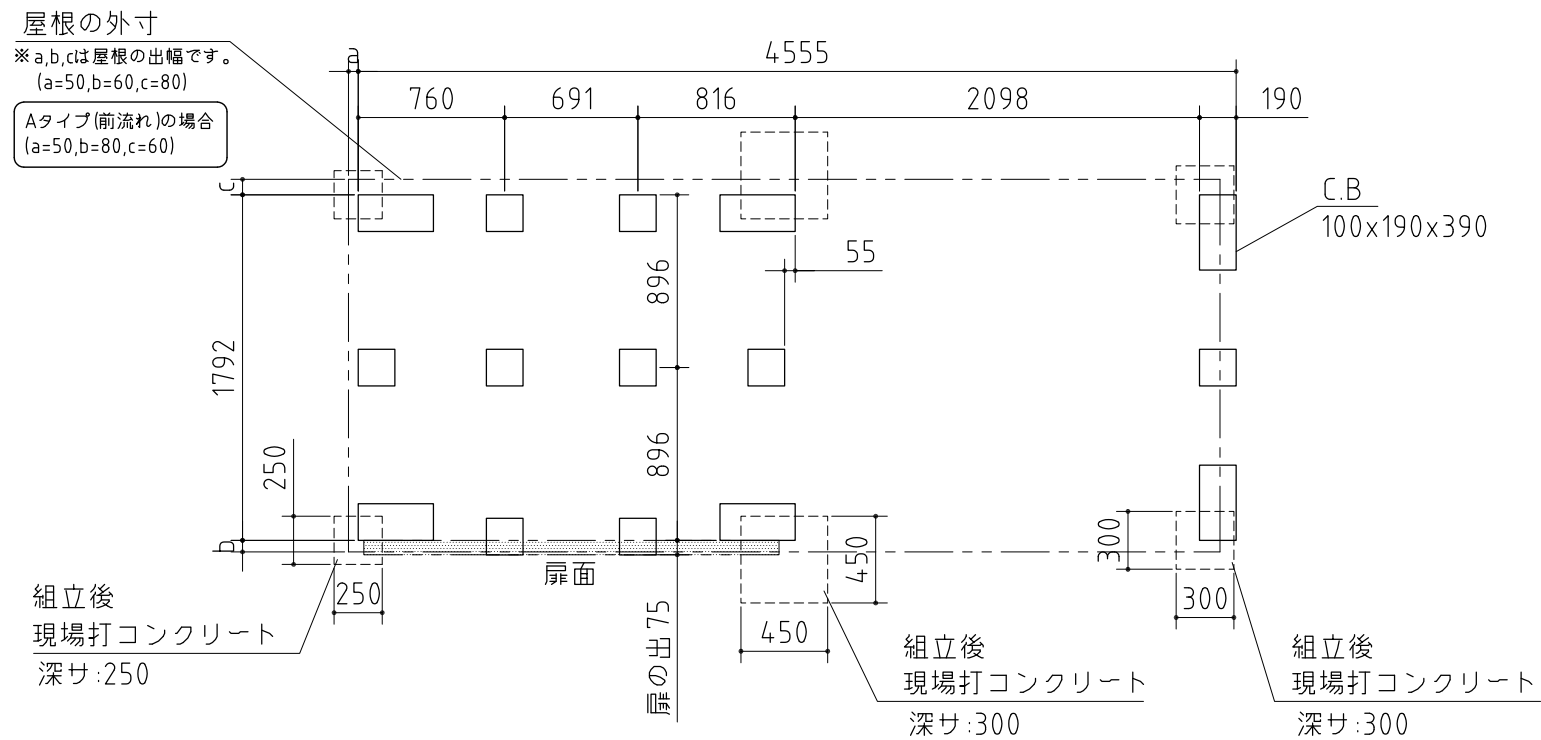 屋根の外寸
※a,b,cは屋根の出幅です。
(a=50,b=60,c=80)
Aタイプ(前流れ)の場合
(a=50,b=80,c=60)
a
4555
760
691
816
2098
190
c
C.B
100x190x390
55
896
1792
896
250
b
扉面
250
450
450
300
300
扉の出 75
組立後
現場打コンクリート
深サ:250
組立後
現場打コンクリート
深サ:300
組立後
現場打コンクリート
深サ:300